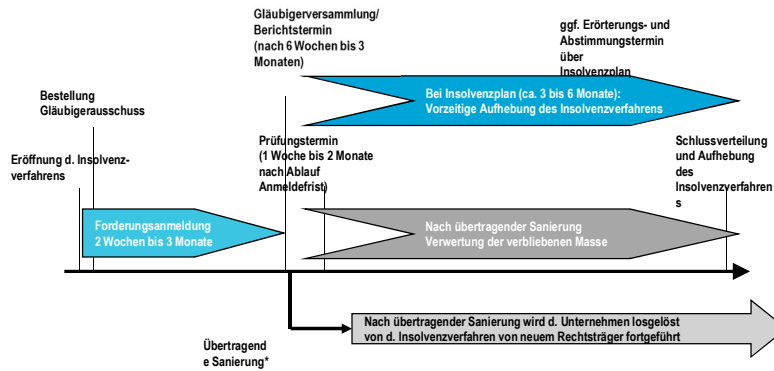 Gläubigerversammlung/
Berichtstermin
(nach 6 Wochen bis 3
Monaten)
ggf. Erörterungs- und
Abstimmungstermin
über
Insolvenzplan
Bei Insolvenzplan (ca. 3 bis 6 Monate):
Vorzeitige Aufhebung des Insolvenzverfahrens
Bestellung
Gläubigerausschuss
Eröffnung d. Insolvenz-
verfahrens
Prüfungstermin
(1 Woche bis 2 Monate
nach Ablauf
Anmeldefrist)
Schlussverteilung
und Aufhebung
des
Insolvenzverfahren
s
Forderungsanmeldung
2 Wochen bis 3 Monate
Nach übertragender Sanierung
Verwertung der verbliebenen Masse
Übertragend
e Sanierung*
Nach übertragender Sanierung wird d. Unternehmen losgelöst
von d. Insolvenzverfahren von neuem Rechtsträger fortgeführt